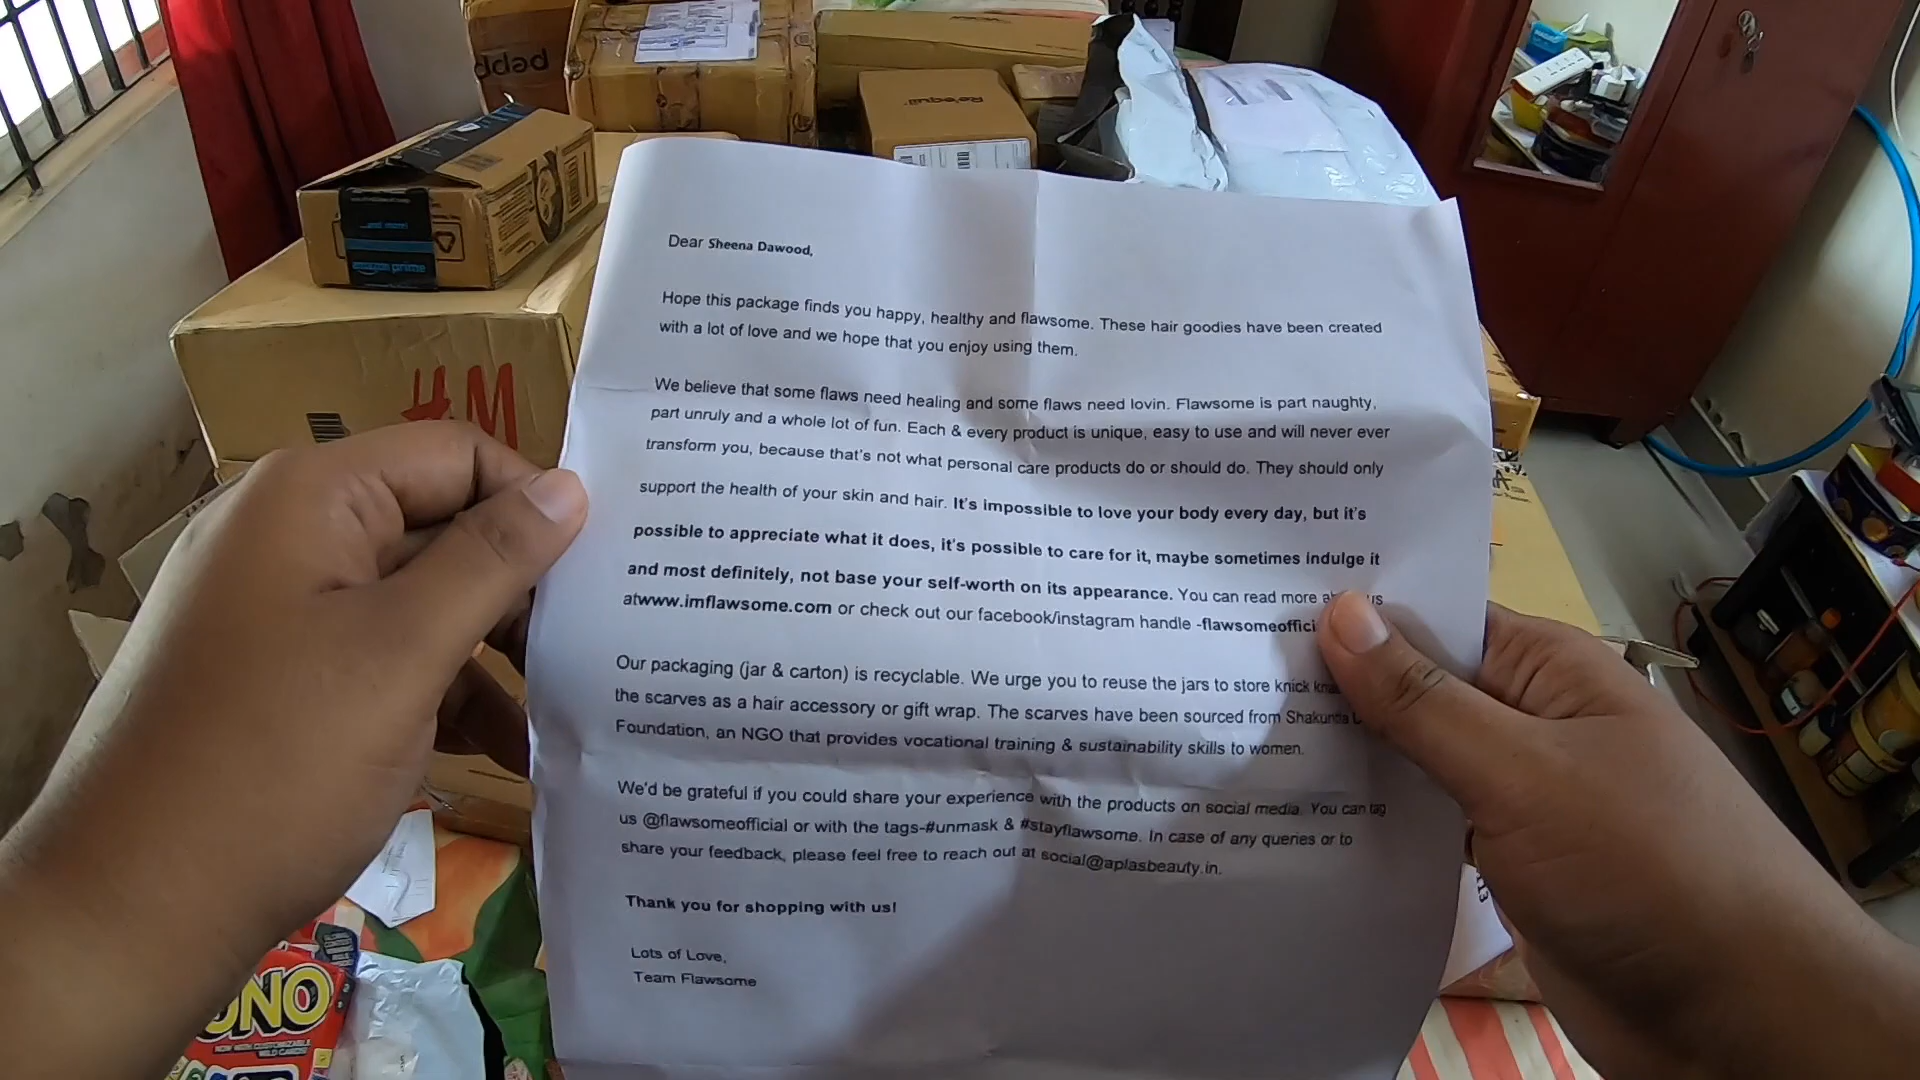 pepp
Re'equil
and more!
amazon prime
H&M
Dear Sheena Dawood,
Hope this package finds you happy, healthy and flawsome. These hair goodies have been created
with a lot of love and we hope that you enjoy using them.
We believe that some flaws need healing and some flaws need lovin. Flawsome is part naughty,
part unruly and a whole lot of fun. Each & every product is unique, easy to use and will never ever
transform you, because that's not what personal care products do or should do. They should only
support the health of your skin and hair. It's impossible to love your body every day, but it's
possible to appreciate what it does, it's possible to care for it, maybe sometimes indulge it
and most definitely, not base your self-worth on its appearance. You can read more us
atwww.imflawsome.com or check out our facebook/instagram handle -flawsomeoffici
Our packaging (jar & carton) is recyclable. We urge you to reuse the jars to store knick
the scarves as a hair accessory or gift wrap. The scarves have been sourced from
Foundation, an NGO that provides vocational training & sustainability skills to women.
We'd be grateful if you could share your experience with the products on social media. You can tag
us @flawsomeofficial or with the tags-#unmask & #stayflawsome. In case of any queries or to
share your feedback, please feel free to reach out at social@aplasbeauty.in.
Thank you for shopping with us!
Lots of Love,
Team Flawsome
UNO
NOW WITH CUSTOMIZABLE
WILD CARDS!